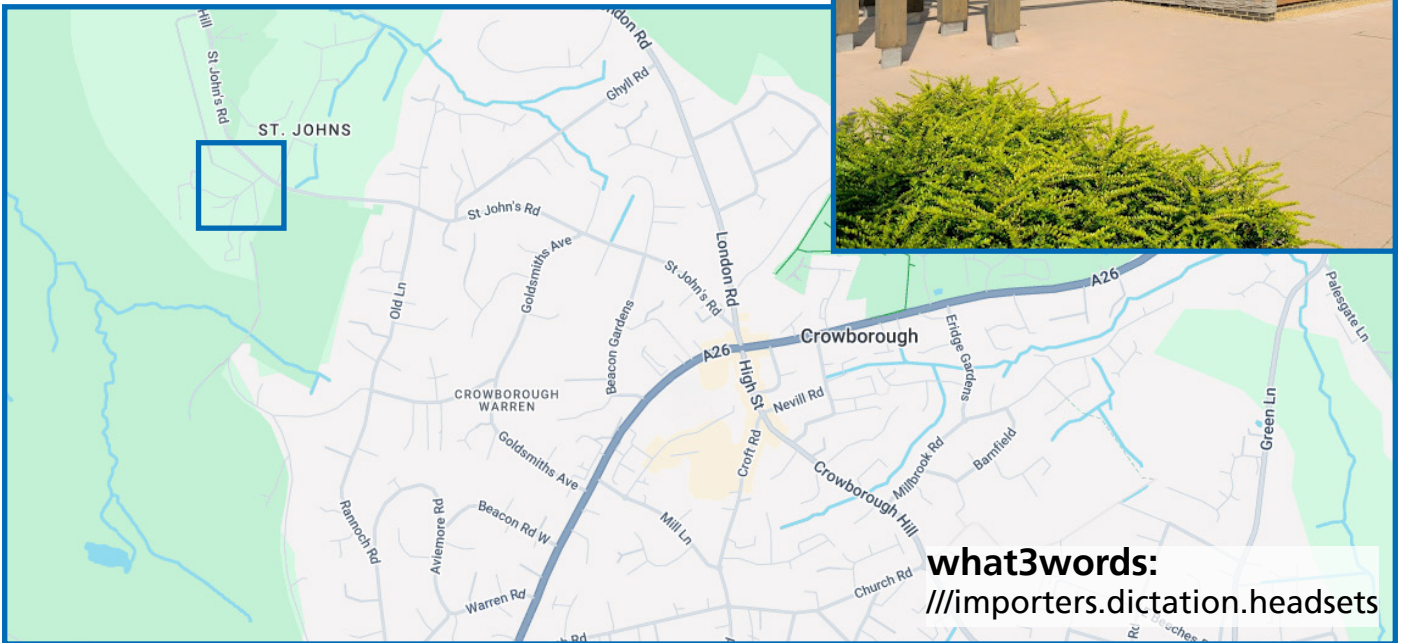 Hill
London Rd
St John's Rd
Ghyll Rd
ST. JOHNS
St John's Rd
Goldsmiths Ave
London Rd
St John's Rd
A26
Palesgate Ln
Old Ln
Beacon Gardens
Crowborough
Eridge Gardens
A26
High St
CROWBOROUGH
WARREN
Nevill Rd
Green Ln
Goldsmiths Ave
Croft Rd
Barnfield
Millbrook Rd
Crowborough Hill
Rannoch Rd
Aviemore Rd
Beacon Rd W
Mill Ln
what3words:
Church Rd
///importers.dictation.headsets
Warren Rd
Rd
Beeches Rd